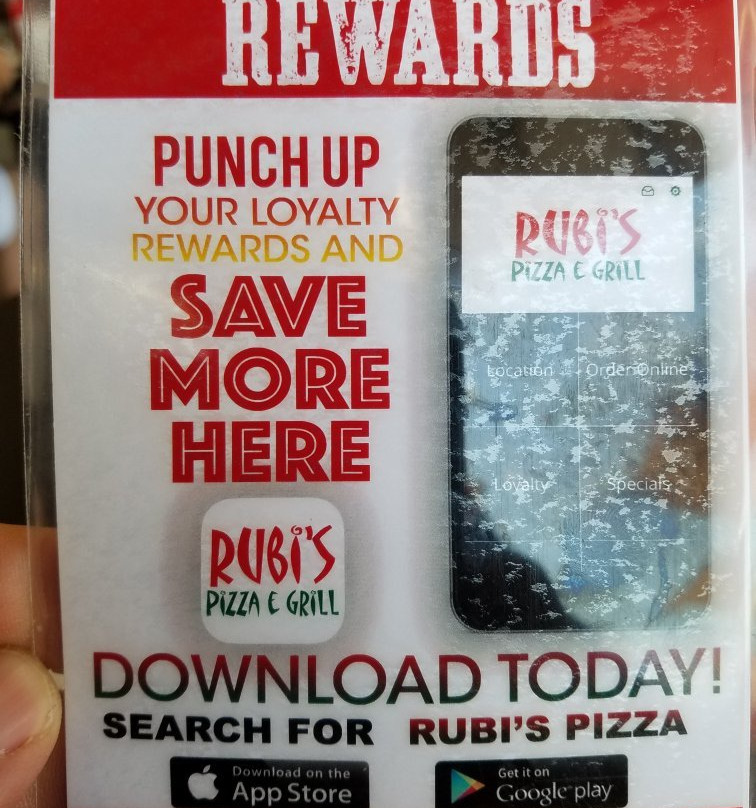 REWARDS
PUNCH UP
YOUR LOYALTY
REWARDS AND
SAVE
MORE
HERE
RUBi'S
PiZZA E GRiLL
Location Order Online
Loyalty Specials
RUBi'S
PiZZA E GRiLL
DOWNLOAD TODAY!
SEARCH FOR RUBI'S PIZZA
Download on the
App Store
Get it on
Google play